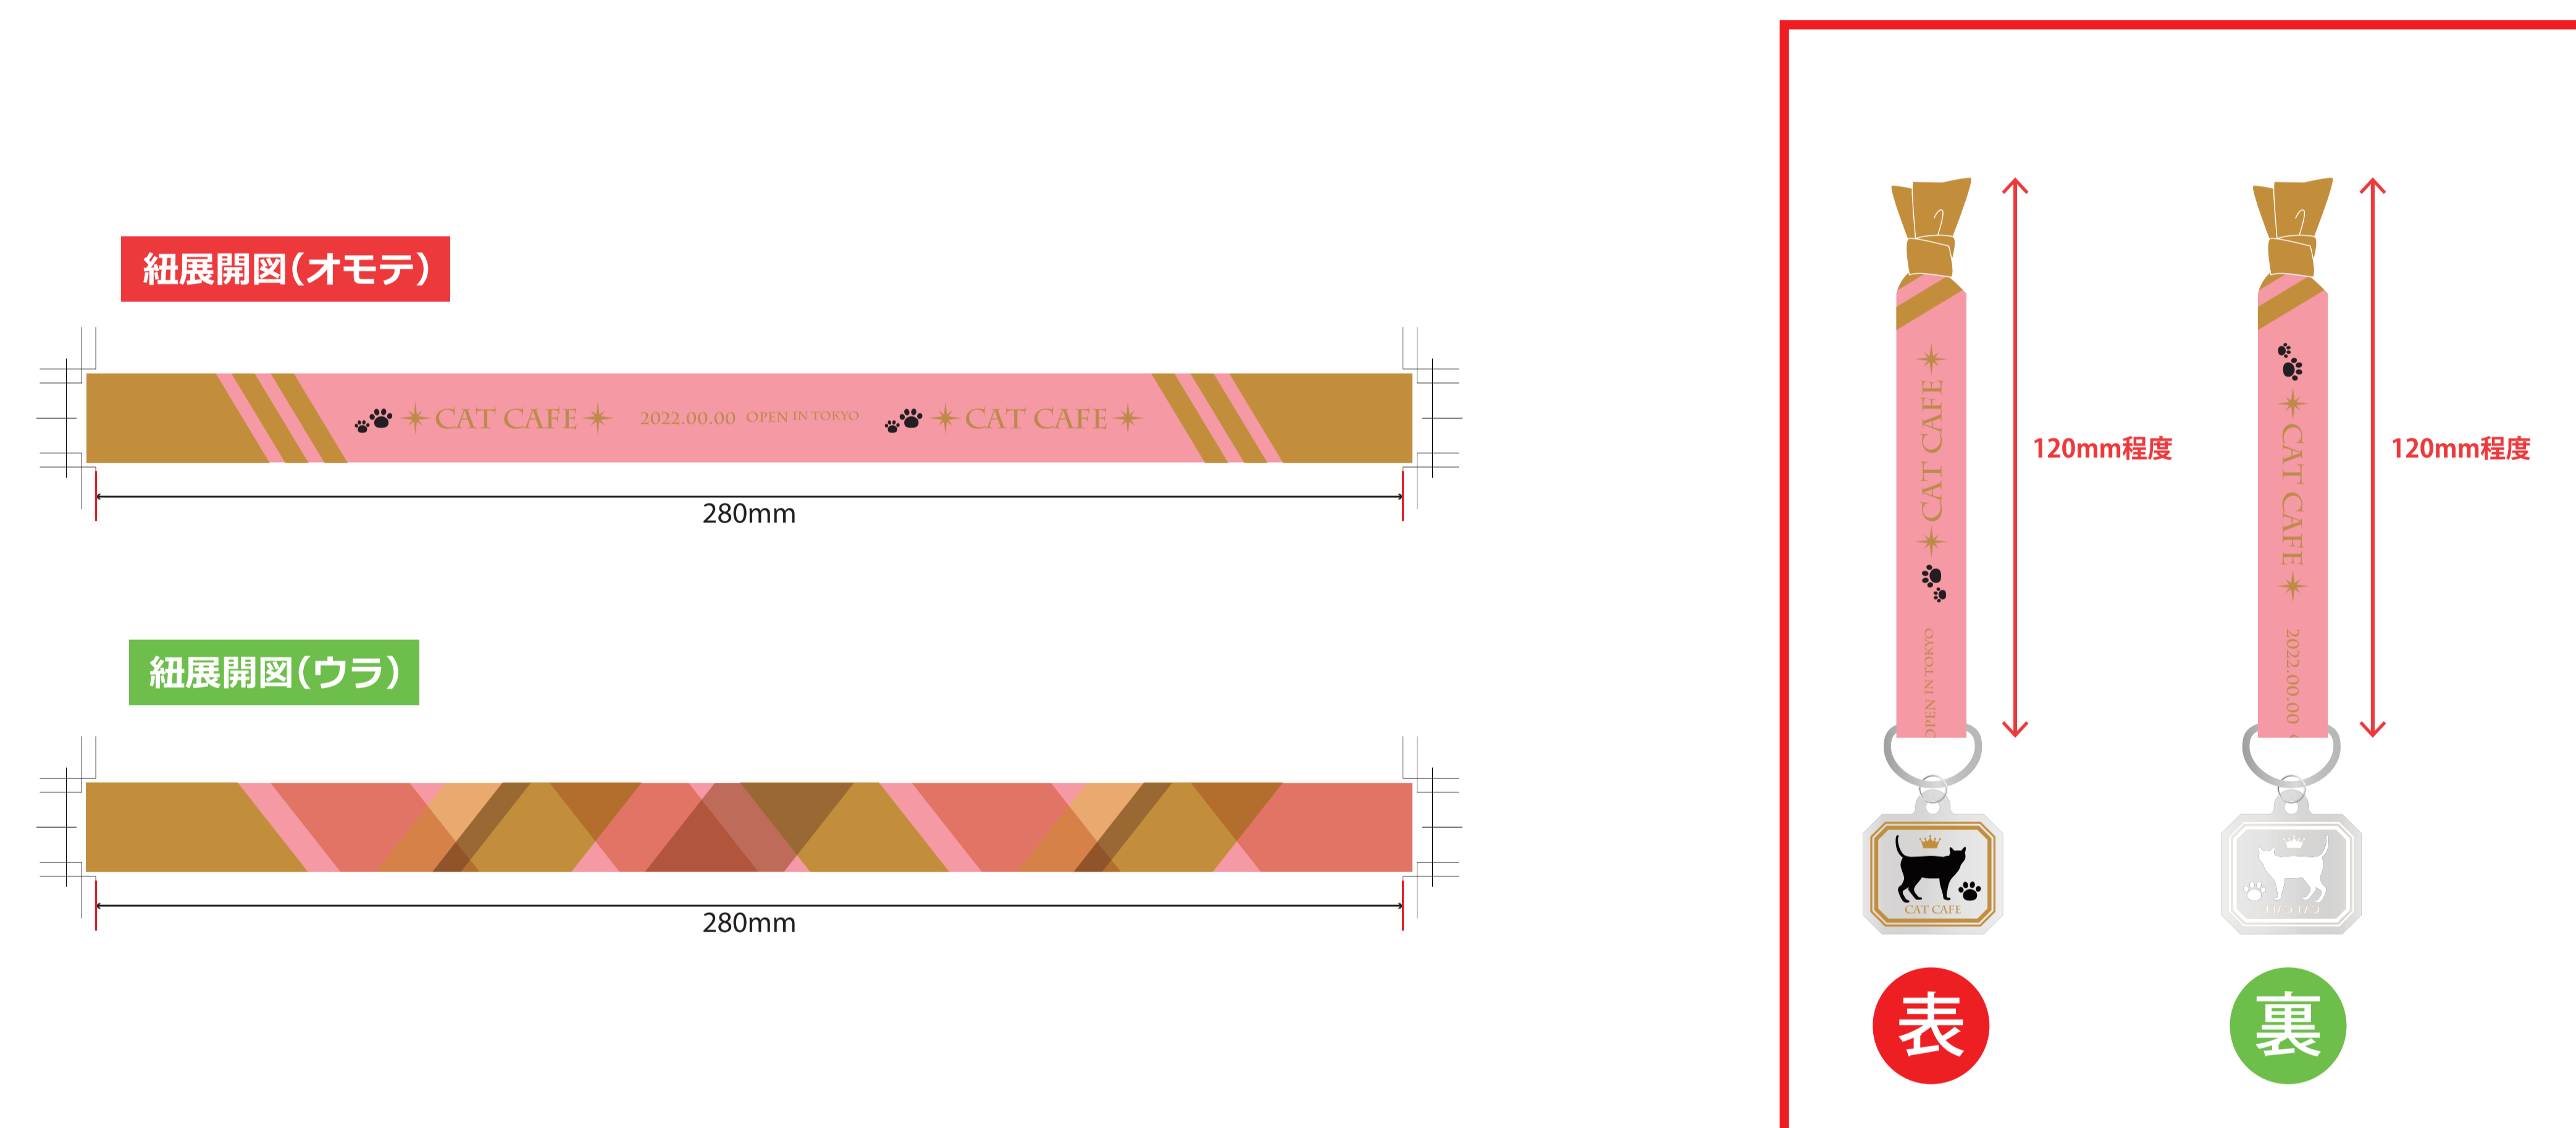 紐展開図(オモテ)
CAT CAFE 2022.00.00 OPEN IN TOKYO CAT CAFE
280mm
紐展開図(ウラ)
280mm
CAT CAFE
OPEN IN TOKYO
120mm程度
CAT CAFE
表
CAT CAFE
2022.00.00
120mm程度
CAT CAFE
裏